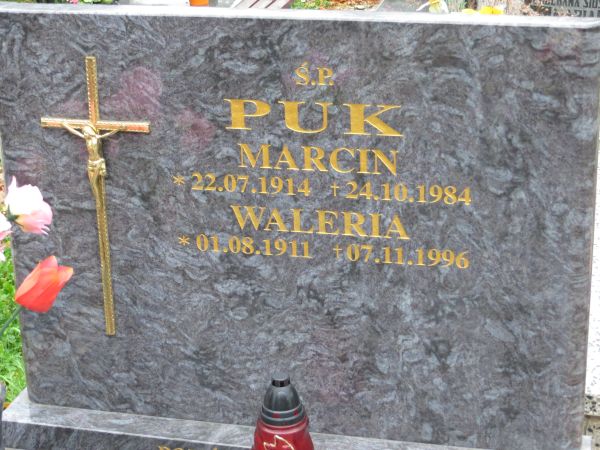 Ś.P.
PUK
MARCIN
* 22.07.1914 †24.10.1984
WALERIA
* 01.08.1911 †07.11.1996